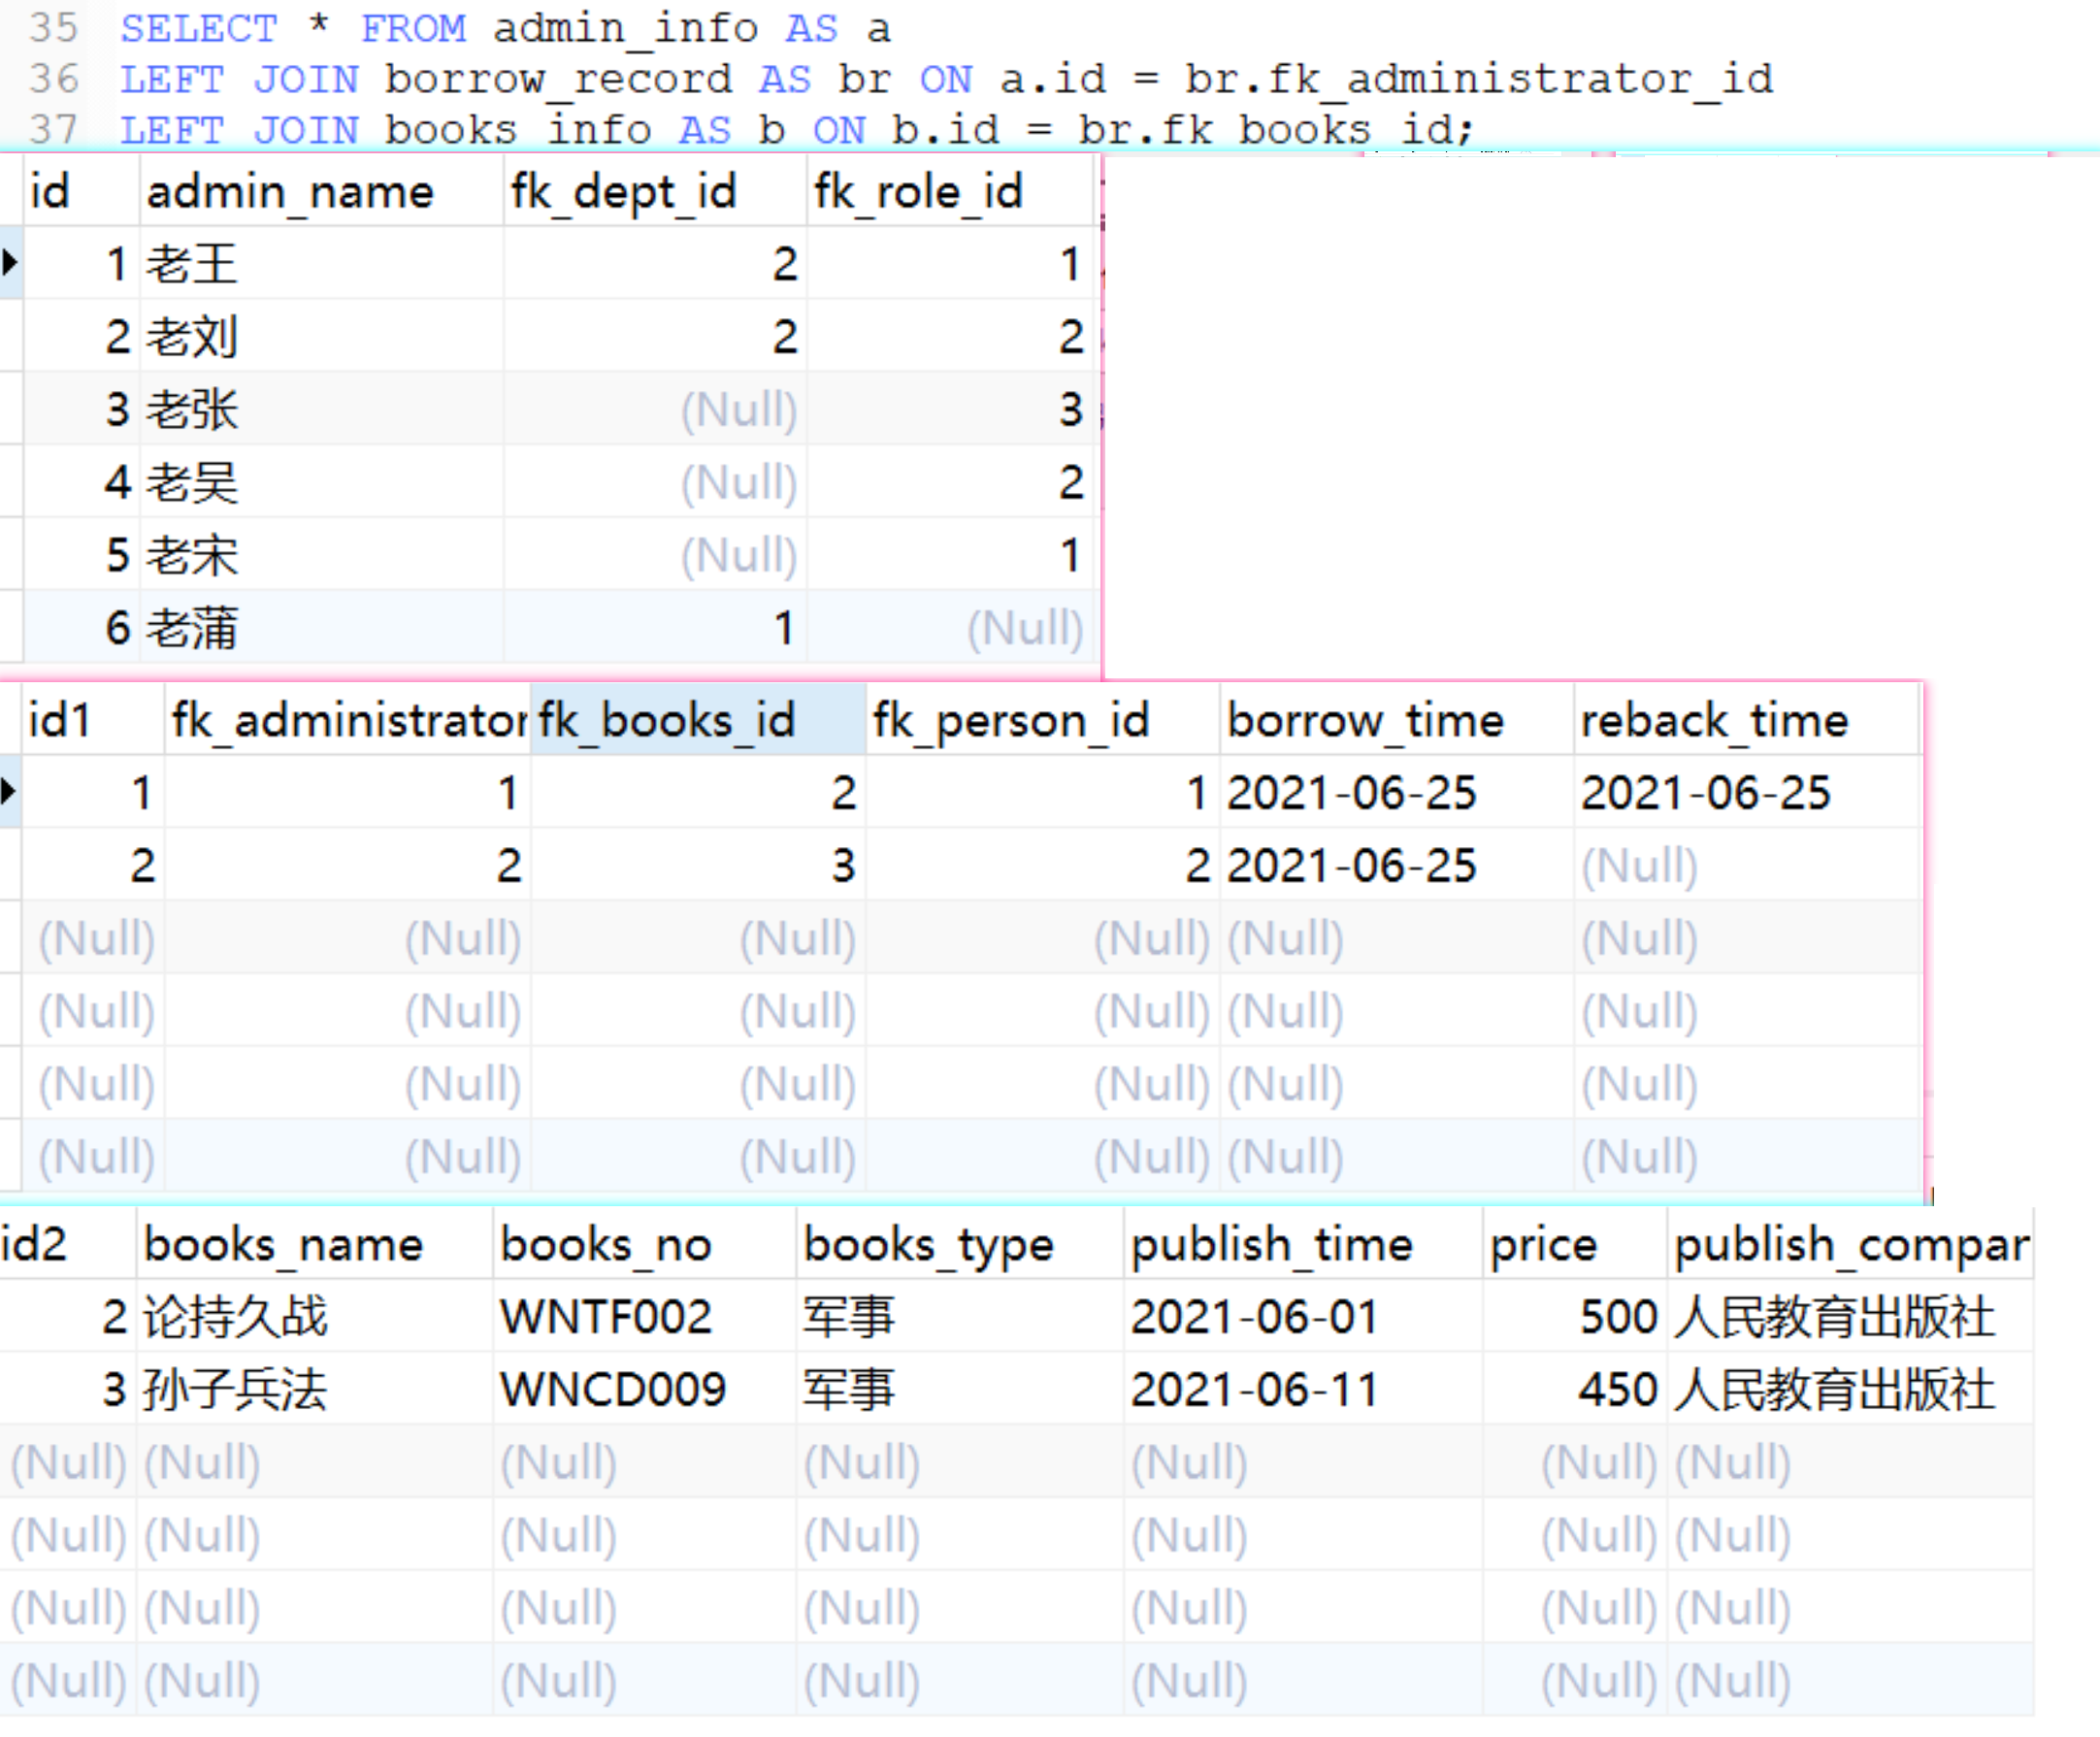 35 SELECT * FROM admin_info AS a
36 LEFT JOIN borrow_record AS br ON a.id = br.fk_administrator_id
37 LEFT JOIN books_info AS b ON b.id = br.fk_books_id;
id admin_name fk_dept_id fk_role_id
1 老王 2 1
2 老刘 2 2
3 老张 (Null) 3
4 老吴 (Null) 2
5 老宋 (Null) 1
6 老蒲 1 (Null)
id1 fk_administrator fk_books_id fk_person_id borrow_time reback_time
1 1 2 1 2021-06-25 2021-06-25
2 2 3 2 2021-06-25 (Null)
(Null) (Null) (Null) (Null) (Null) (Null)
(Null) (Null) (Null) (Null) (Null) (Null)
(Null) (Null) (Null) (Null) (Null) (Null)
(Null) (Null) (Null) (Null) (Null) (Null)
id2 books_name books_no books_type publish_time price publish_compar
2 论持久战 WNTF002 军事 2021-06-01 500 人民教育出版社
3 孙子兵法 WNCD009 军事 2021-06-11 450 人民教育出版社
(Null) (Null) (Null) (Null) (Null) (Null) (Null)
(Null) (Null) (Null) (Null) (Null) (Null) (Null)
(Null) (Null) (Null) (Null) (Null) (Null) (Null)
(Null) (Null) (Null) (Null) (Null) (Null) (Null)